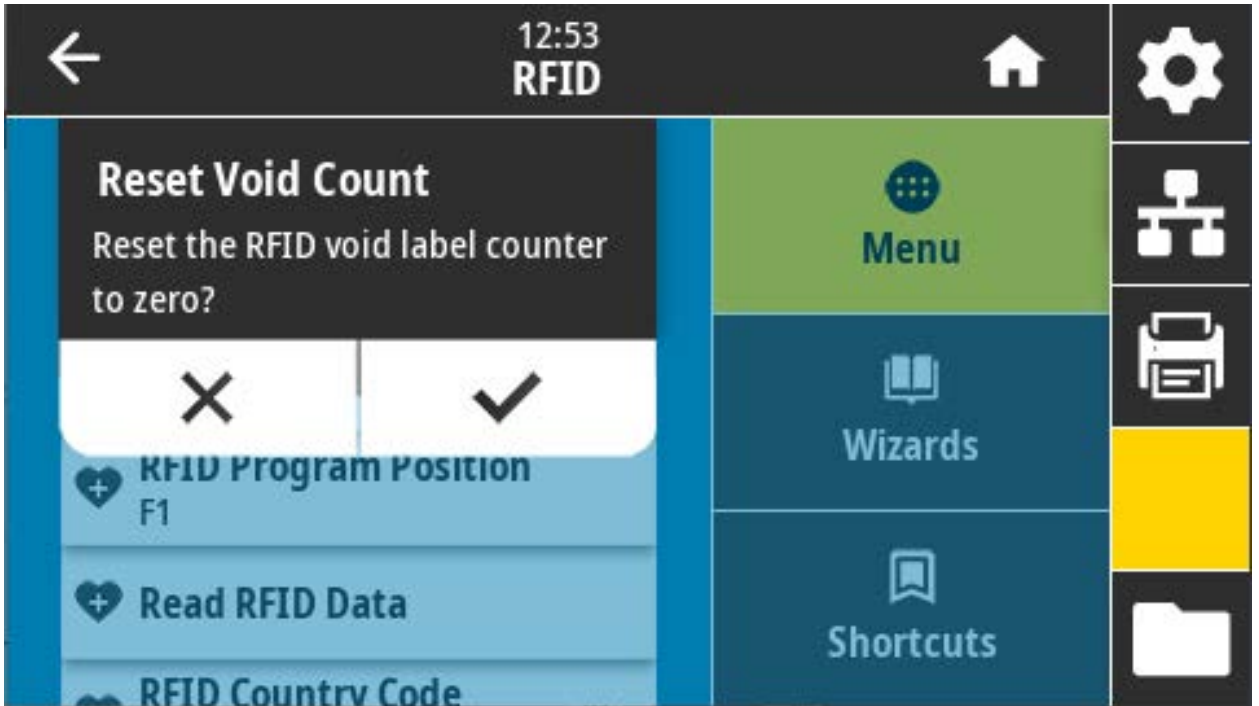 12:53
RFID
Reset Void Count
Reset the RFID void label counter
to zero?
RFID Program Position
F1
Read RFID Data
RFID Country Code
Menu
Wizards
Shortcuts